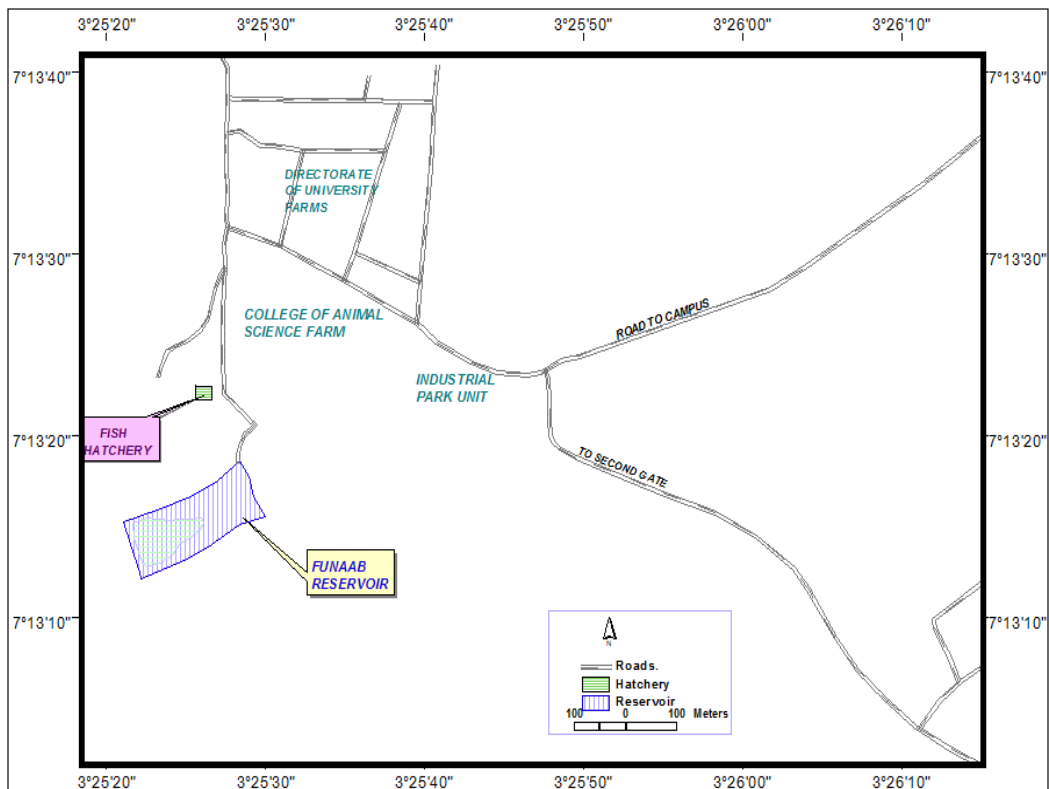 3°25'20" 3°25'30" 3°25'40" 3°25'50" 3°26'00" 3°26'10"
7°13'40" 7°13'40"
DIRECTORATE
OF UNIVERSITY
FARMS
7°13'30" 7°13'30"
COLLEGE OF ANIMAL
SCIENCE FARM
ROAD TO CAMPUS
INDUSTRIAL
PARK UNIT
FISH
HATCHERY
7°13'20" 7°13'20"
TO SECOND GATE
FUNAAB
RESERVOIR
7°13'10" 7°13'10"
N
Roads.
Hatchery
Reservoir
100 0 100 Meters
3°25'20" 3°25'30" 3°25'40" 3°25'50" 3°26'00" 3°26'10"